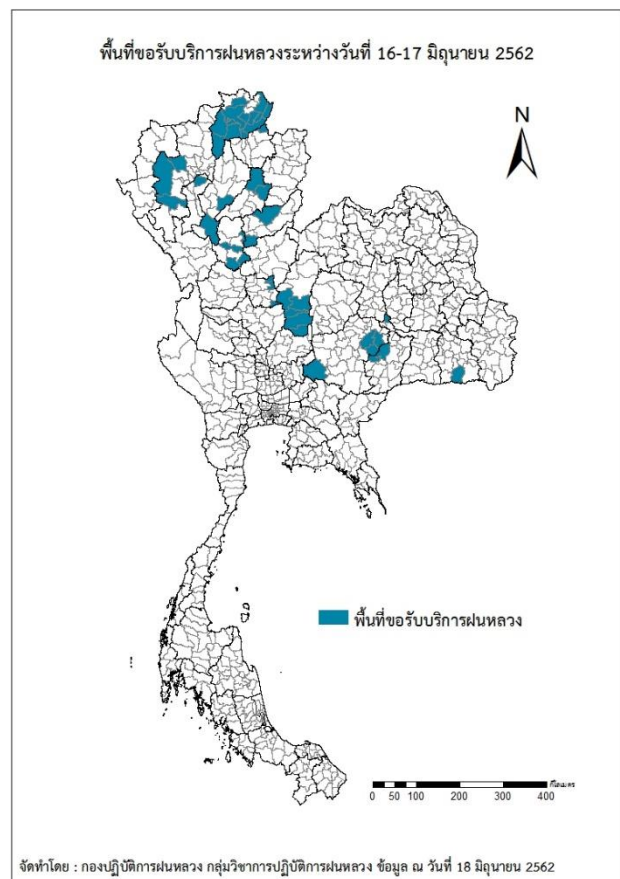 พื้นที่ขอรับบริการฝนหลวงระหว่างวันที่ 16-17 มิถุนายน 2562
N
พื้นที่ขอรับบริการฝนหลวง
กิโลเมตร
0 50 100 200 300 400
จัดทำโดย : กองปฏิบัติการฝนหลวง กลุ่มวิชาการปฏิบัติการฝนหลวง ข้อมูล ณ วันที่ 18 มิถุนายน 2562